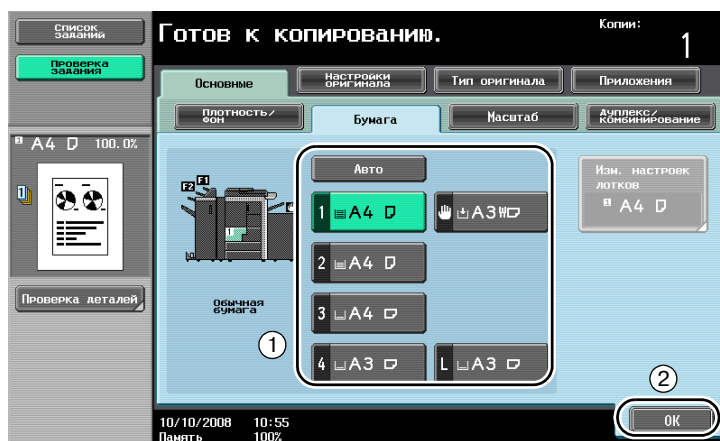 Список
заданий
Проверка
задания
Готов к копированию.
Копии:
1
Основные
Настройки
оригинала
Тип оригинала
Приложения
Плотность/
фон
Бумага
Масштаб
Дуплекс/
комбинирование
A4 100.0%
1
Проверка деталей
F2 F1
1
Обычная
бумага
Авто
1 A4
A3W
2 A4
3 A4
4 A3
L A3
Изм. настроек
лотков
A4
1
2
OK
10/10/2008 10:55
Память 100%